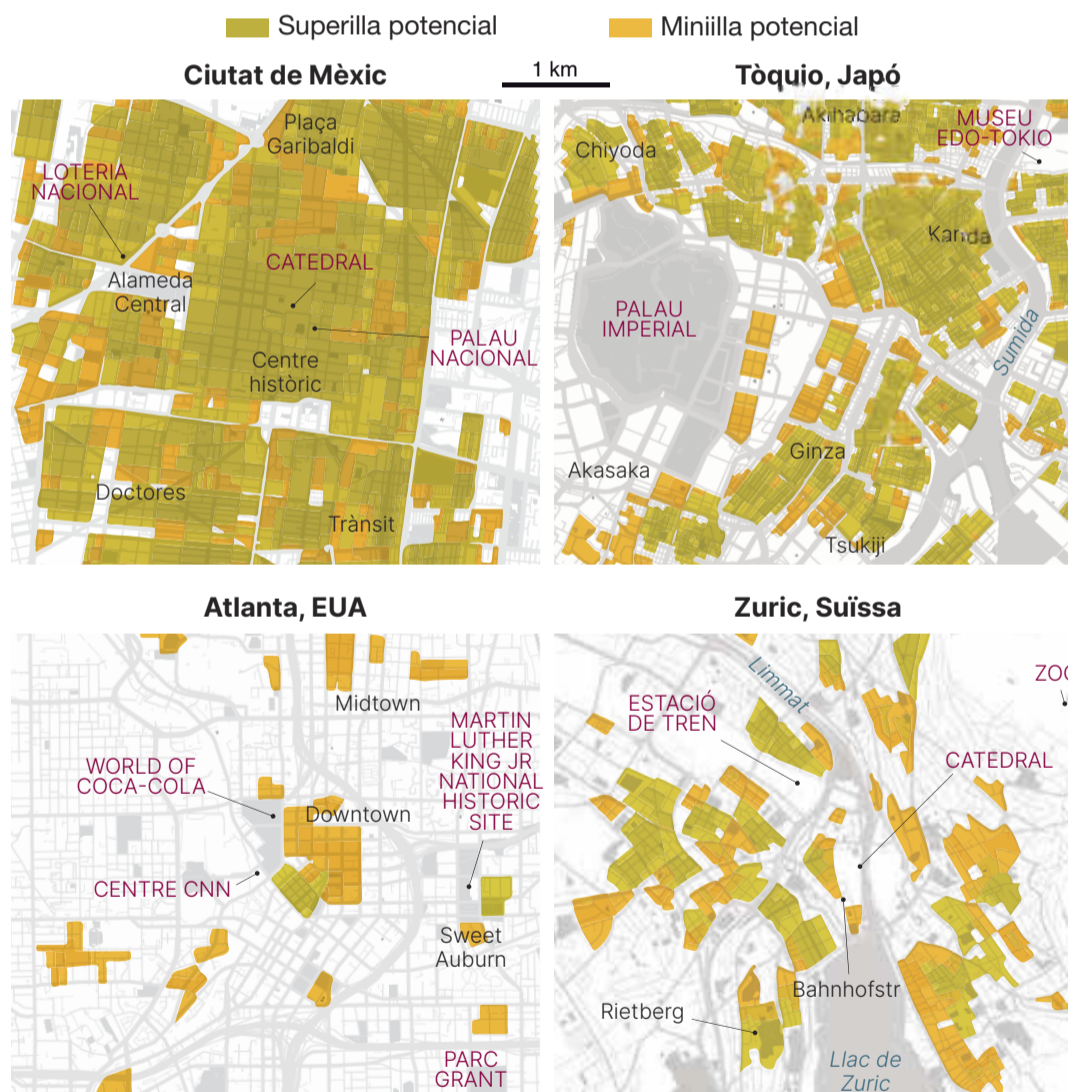 Superilla potencial
Miniilla potencial
Ciutat de Mèxic
1 km
Tòquio, Japó
Plaça
Garibaldi
LOTERIA
NACIONAL
Alameda
Central
CATEDRAL
PALAU
NACIONAL
Centre
històric
Doctores
Trànsit
Akihabara
MUSEU
EDO-TOKIO
Chiyoda
Kanda
PALAU
IMPERIAL
Sumida
Ginza
Akasaka
Tsukiji
Atlanta, EUA
Zuric, Suïssa
Midtown
MARTIN
LUTHER
KING JR
NATIONAL
HISTORIC
SITE
WORLD OF
COCA-COLA
Downtown
CENTRE CNN
Sweet
Auburn
PARC
GRANT
Limmat
ZOO
ESTACIÓ
DE TREN
CATEDRAL
Bahnhofstr
Rietberg
Llac de
Zuric